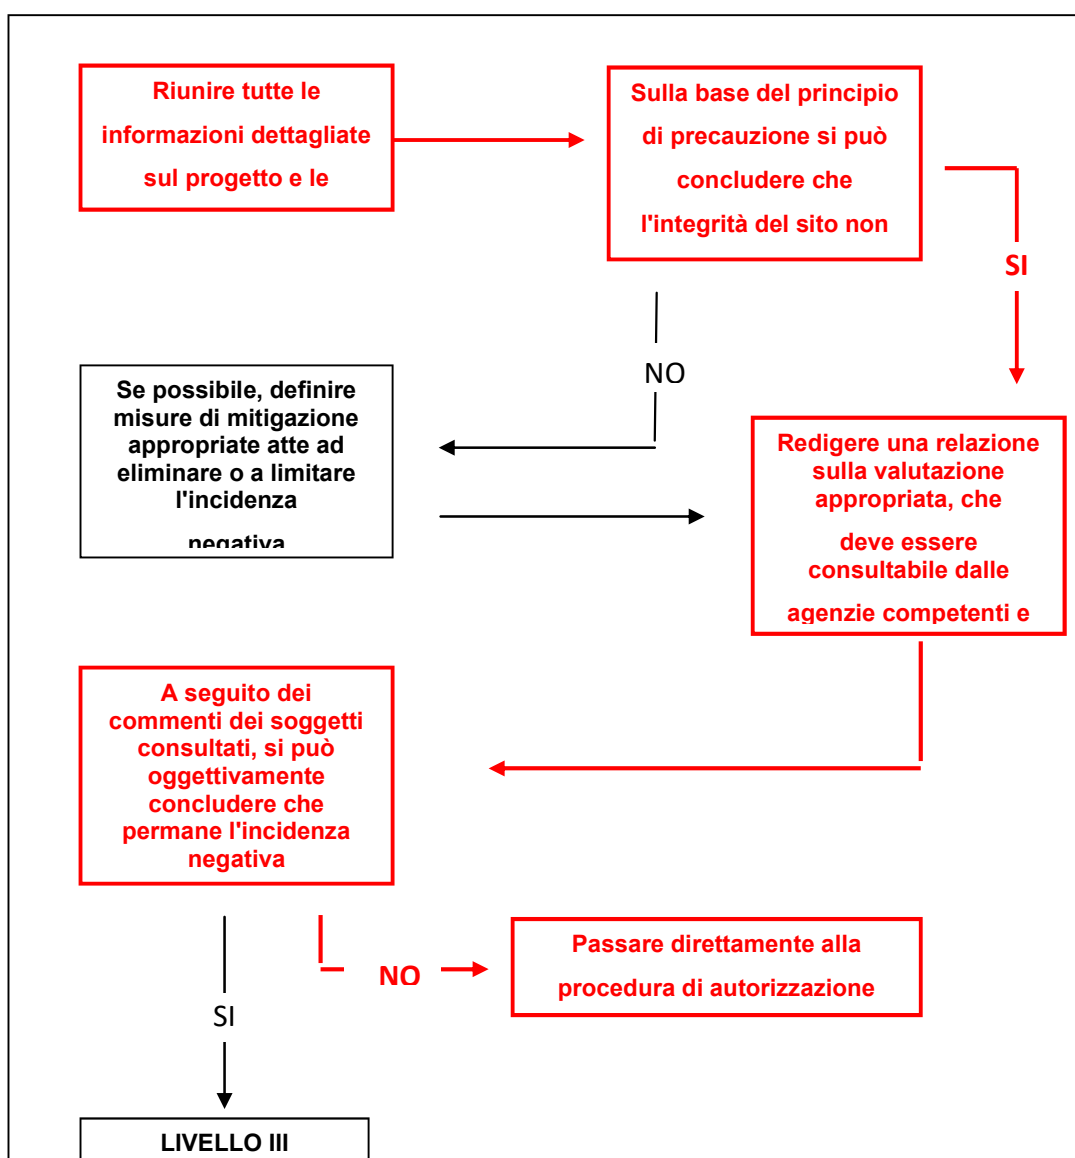 Riunire tutte le
informazioni dettagliate
sul progetto e le
Sulla base del principio
di precauzione si può
concludere che
l'integrità del sito non
SI
NO
Se possibile, definire
misure di mitigazione
appropriate atte ad
eliminare o a limitare
l'incidenza
negativa
Redigere una relazione
sulla valutazione
appropriata, che
deve essere
consultabile dalle
agenzie competenti e
A seguito dei
commenti dei soggetti
consultati, si può
oggettivamente
concludere che
permane l'incidenza
negativa
NO
Passare direttamente alla
procedura di autorizzazione
SI
LIVELLO III